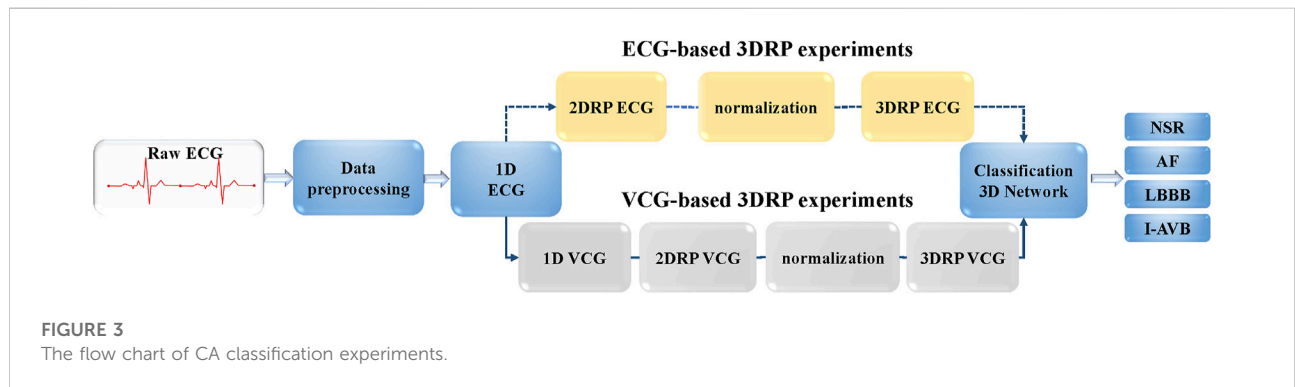 ECG-based 3DRP experiments
2DRP ECG
normalization
3DRP ECG
Raw ECG
Data
preprocessing
1D
ECG
Classification
3D Network
NSR
AF
LBBB
I-AVB
VCG-based 3DRP experiments
1D VCG
2DRP VCG
normalization
3DRP VCG
FIGURE 3
The flow chart of CA classification experiments.